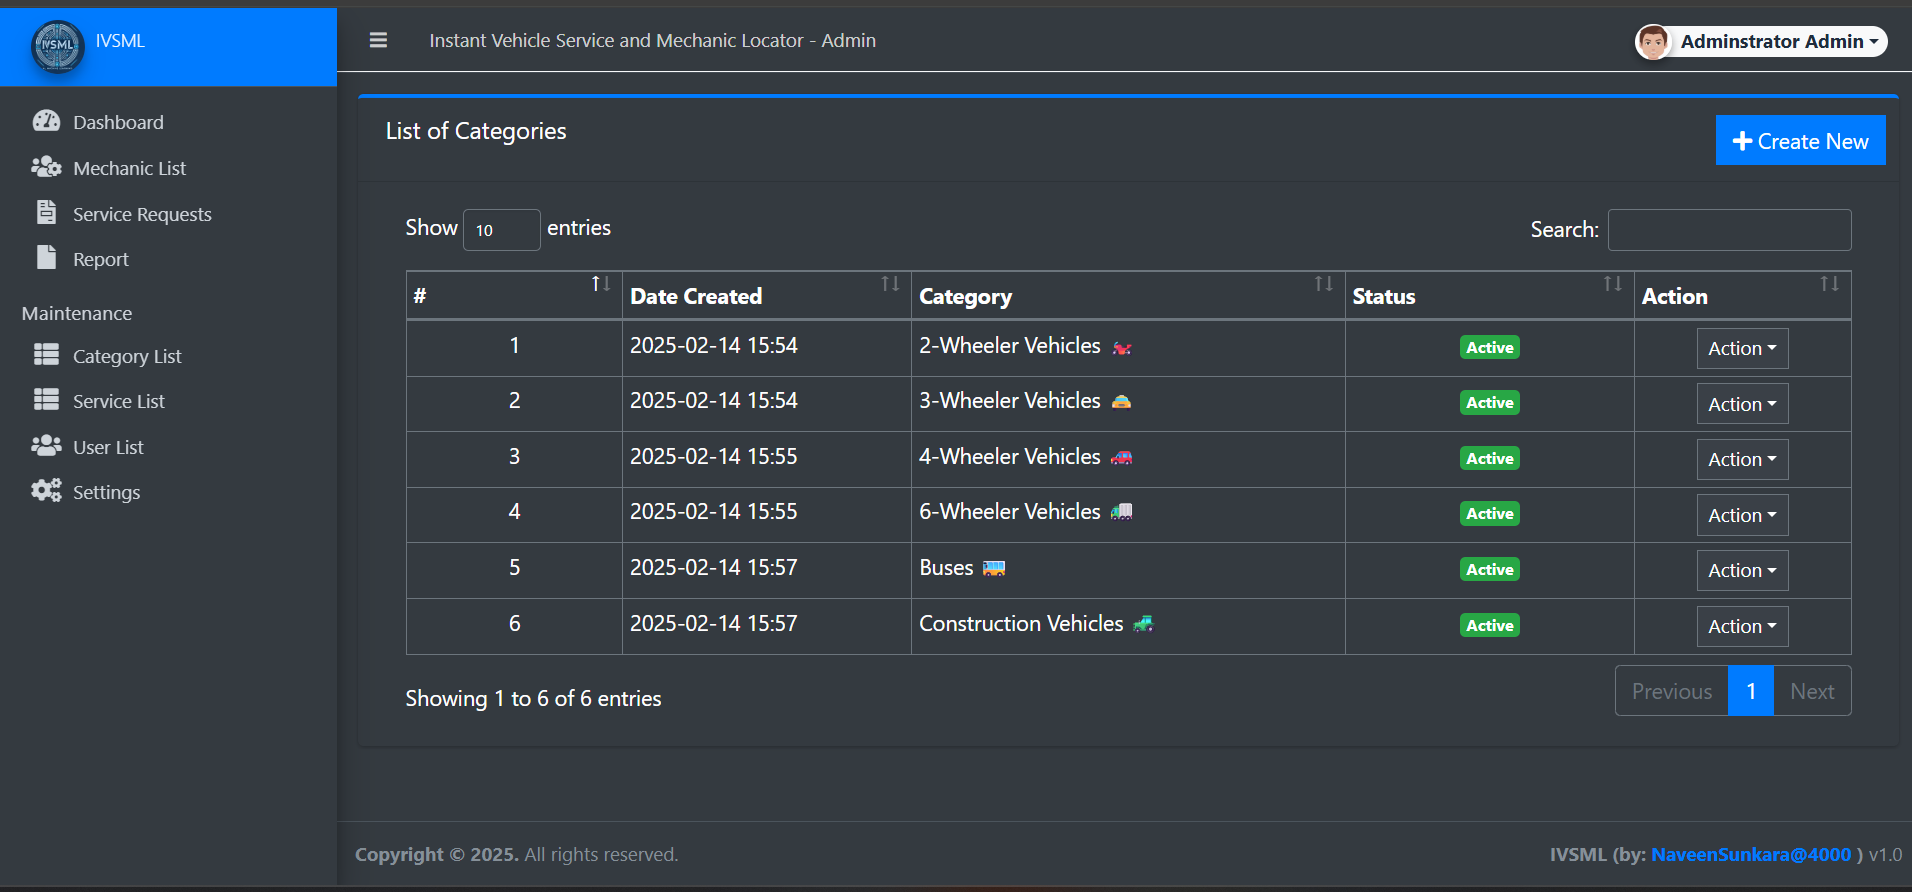 IVSML IVSML
Instant Vehicle Service and Mechanic Locator - Admin
Adminstrator Admin
Dashboard
Mechanic List
Service Requests
Report
Maintenance
Category List
Service List
User List
Settings
List of Categories
Create New
Show 10 entries
Search:
# Date Created Category Status Action
1 2025-02-14 15:54 2-Wheeler Vehicles Active Action
2 2025-02-14 15:54 3-Wheeler Vehicles Active Action
3 2025-02-14 15:55 4-Wheeler Vehicles Active Action
4 2025-02-14 15:55 6-Wheeler Vehicles Active Action
5 2025-02-14 15:57 Buses Active Action
6 2025-02-14 15:57 Construction Vehicles Active Action
Showing 1 to 6 of 6 entries
Previous 1 Next
Copyright © 2025. All rights reserved.
IVSML (by: NaveenSunkara@4000 ) v1.0